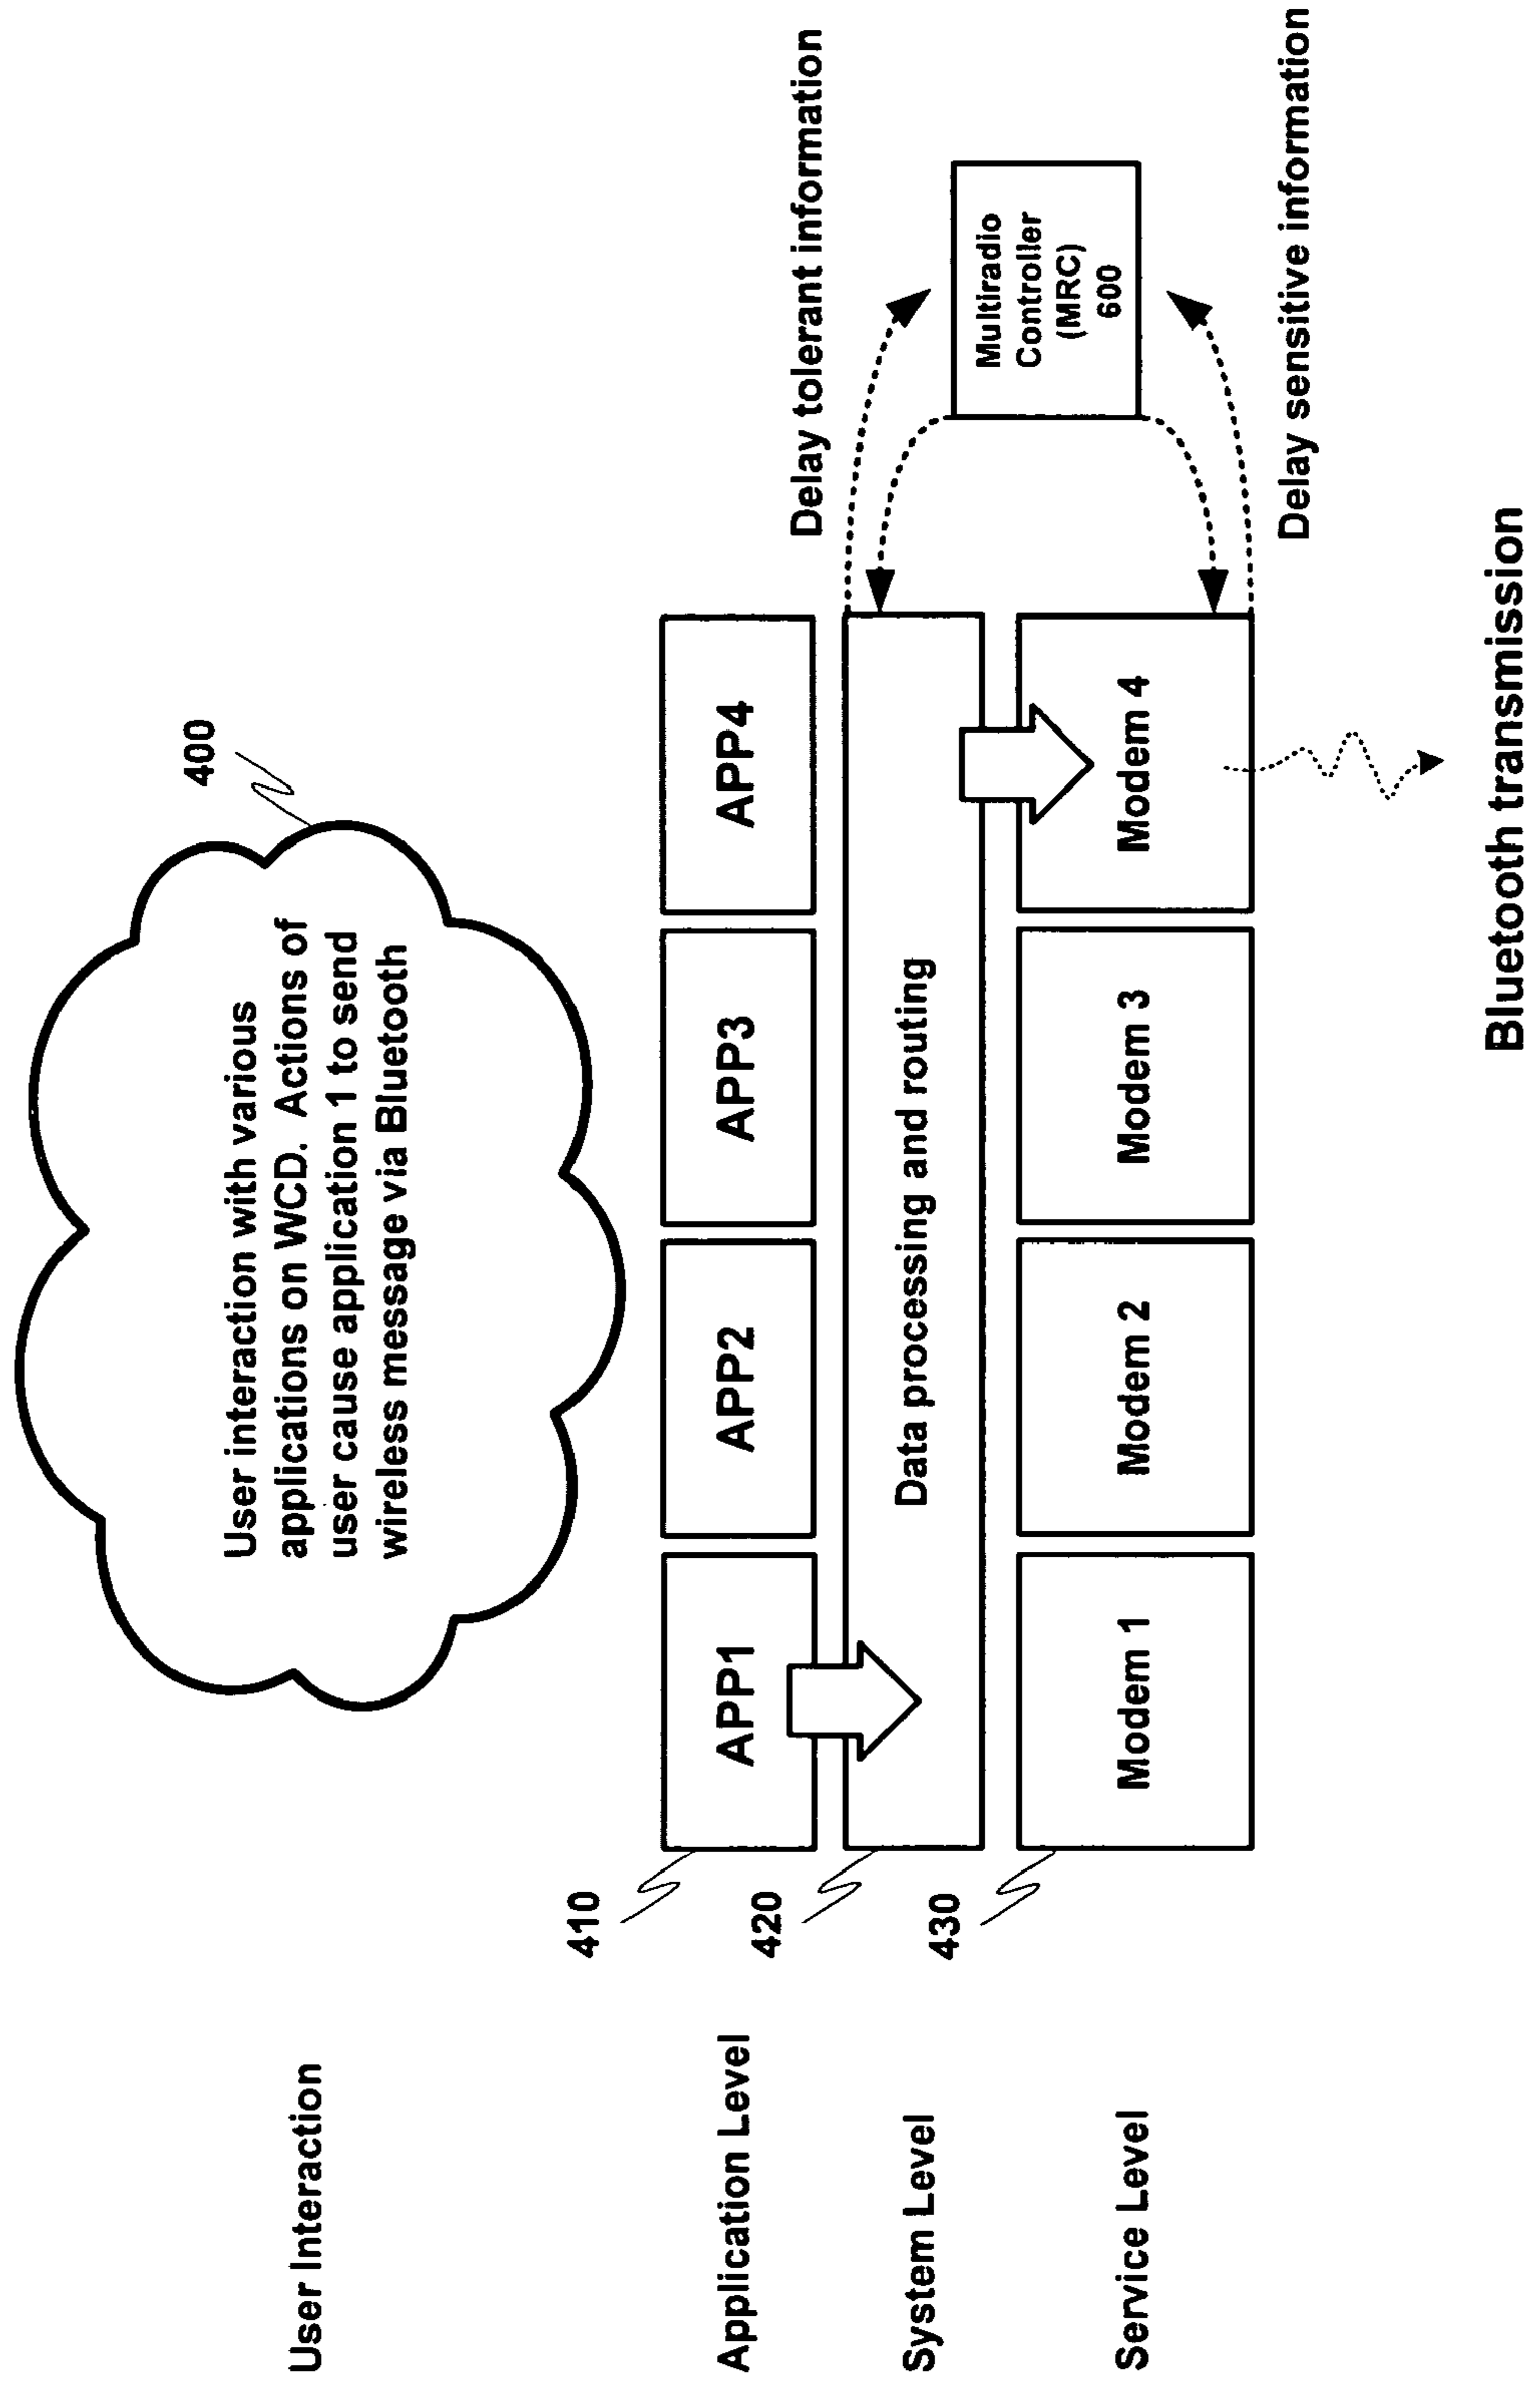 400
User interaction with various
applications on WCD. Actions of
user cause application 1 to send
wireless message via Bluetooth
User Interaction
410
Application Level
APP1
APP2
APP3
APP4
Delay tolerant information
420
System Level
Data processing and routing
Multiradio
Controller
(MRC)
600
430
Service Level
Modem 1
Modem 2
Modem 3
Modem 4
Delay sensitive information
Bluetooth transmission